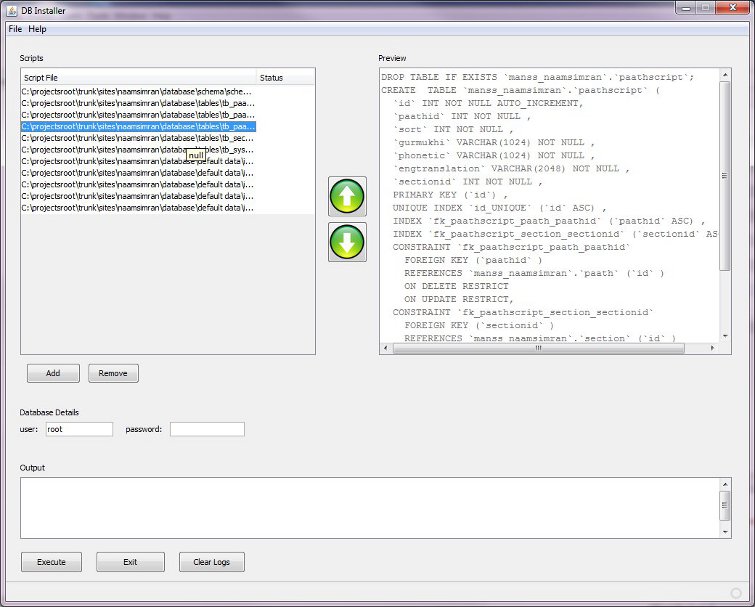 DB Installer
File Help
Scripts
Script File Status
C:\projectsroot\trunk\sites\naamsimran\database\schema\sche...
C:\projectsroot\trunk\sites\naamsimran\database\tables\tb_paa...
C:\projectsroot\trunk\sites\naamsimran\database\tables\tb_paa...
C:\projectsroot\trunk\sites\naamsimran\database\tables\tb_paa...
C:\projectsroot\trunk\sites\naamsimran\database\tables\tb_sec...
C:\projectsroot\trunk\sites\naamsimran\database\tables\tb_sys...
null
C:\projectsroot\trunk\sites\naamsimran\database\default data\i...
C:\projectsroot\trunk\sites\naamsimran\database\default data\i...
C:\projectsroot\trunk\sites\naamsimran\database\default data\i...
C:\projectsroot\trunk\sites\naamsimran\database\default data\i...
C:\projectsroot\trunk\sites\naamsimran\database\default data\i...
Add Remove
Preview
DROP TABLE IF EXISTS `manss_naamsimran`.`paathscript`;
CREATE  TABLE `manss_naamsimran`.`paathscript` (
`id` INT NOT NULL AUTO_INCREMENT,
`paathid` INT NOT NULL ,
`sort` INT NOT NULL ,
`gurmukhi` VARCHAR(1024) NOT NULL ,
`phonetic` VARCHAR(1024) NOT NULL ,
`engtranslation` VARCHAR(2048) NOT NULL ,
`sectionid` INT NOT NULL ,
PRIMARY KEY (`id`) ,
UNIQUE INDEX `id_UNIQUE` (`id` ASC) ,
INDEX `fk_paathscript_paath_paathid` (`paathid` ASC) ,
INDEX `fk_paathscript_section_sectionid` (`sectionid` AS
CONSTRAINT `fk_paathscript_paath_paathid`
FOREIGN KEY (`paathid` )
REFERENCES `manss_naamsimran`.`paath` (`id` )
ON DELETE RESTRICT
ON UPDATE RESTRICT,
CONSTRAINT `fk_paathscript_section_sectionid`
FOREIGN KEY (`sectionid` )
REFERENCES `manss_naamsimran`.`section` (`id` )
Database Details
user: root password:
Output
Execute Exit Clear Logs